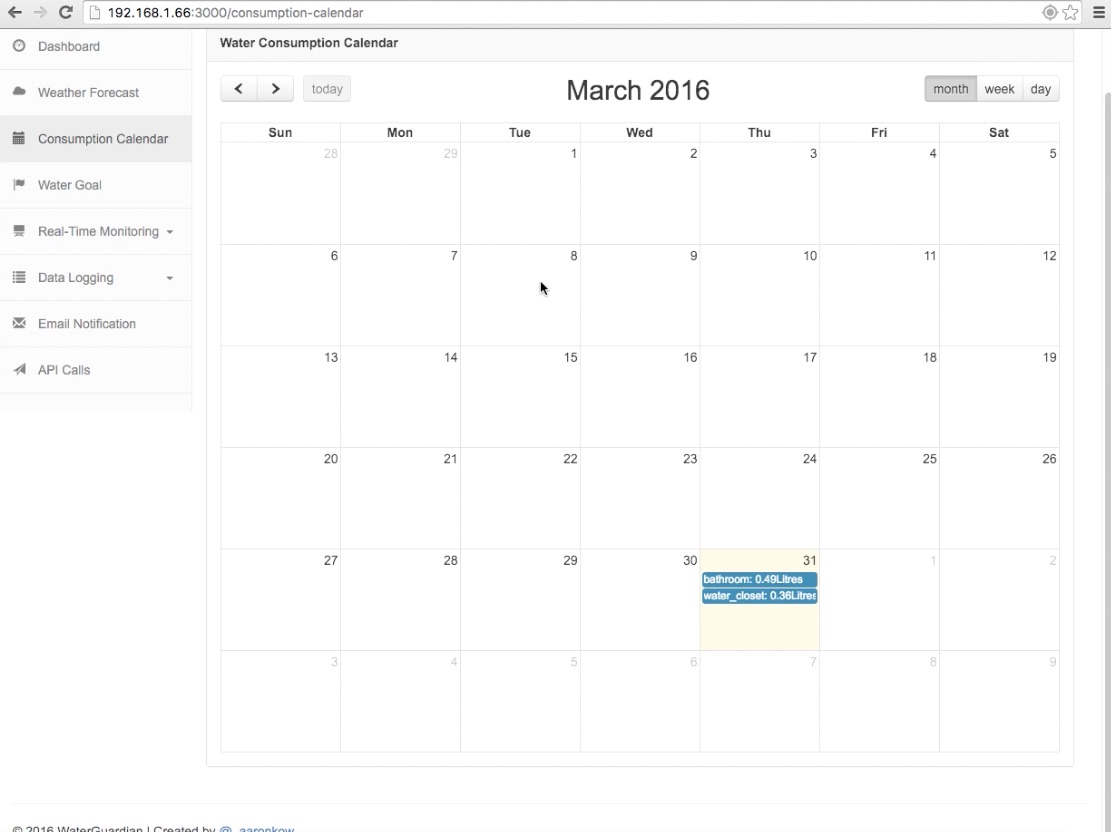 192.168.1.66:3000/consumption-calendar
Dashboard
Weather Forecast
Consumption Calendar
Water Goal
Real-Time Monitoring
Data Logging
Email Notification
API Calls
Water Consumption Calendar
today
March 2016
month week day
Sun Mon Tue Wed Thu Fri Sat
28 29 1 2 3 4 5
6 7 8 9 10 11 12
13 14 15 16 17 18 19
20 21 22 23 24 25 26
27 28 29 30 31 1 2
bathroom: 0.49Litres
water_closet: 0.36Litres
3 4 5 6 7 8 9
© 2016 WaterGuardian | Created by @_aaronkow